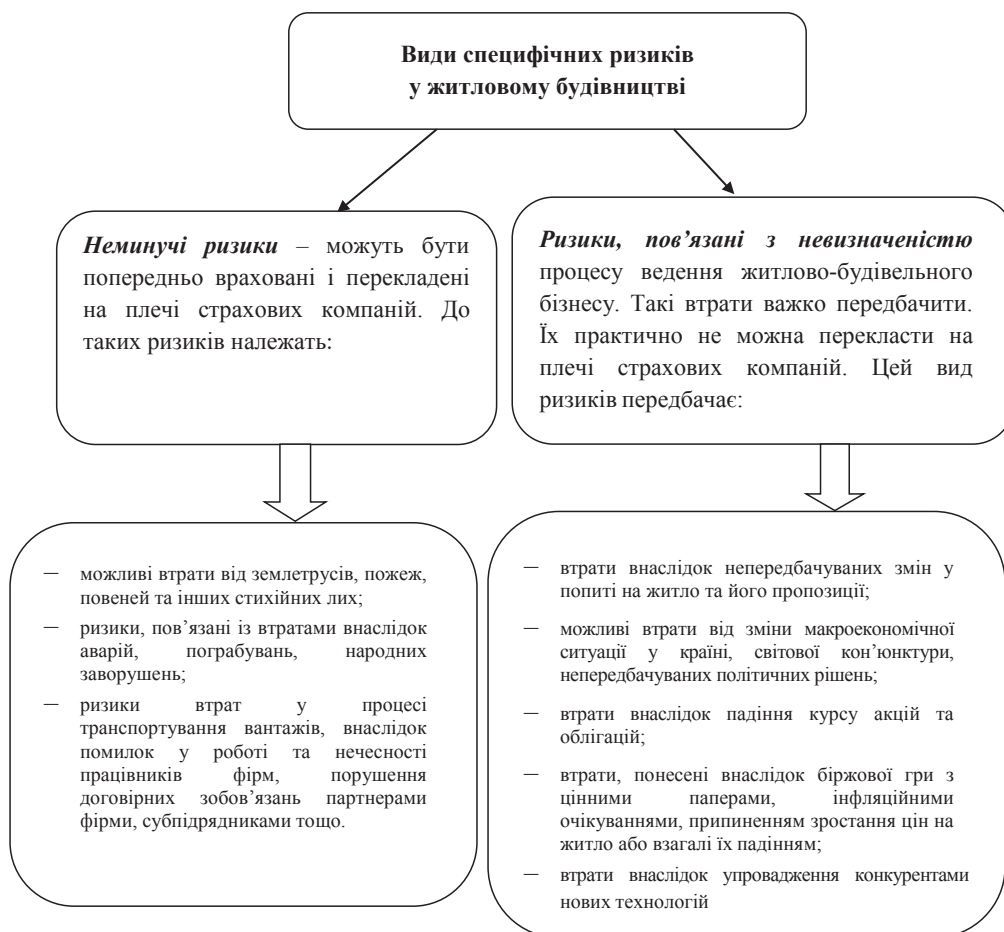 Види специфічних ризиків
у житловому будівництві
Неминучі ризики – можуть бути
попередньо враховані і перекладені
на плечі страхових компаній. До
таких ризиків належать:
Ризики, пов’язані з невизначеністю
процесу ведення житлово-будівельного
бізнесу. Такі втрати важко передбачити.
Їх практично не можна перекласти на
плечі страхових компаній. Цей вид
ризиків передбачає:
— можливі втрати від землетрусів, пожеж,
повеней та інших стихійних лих;
— ризики, пов’язані із втратами внаслідок
аварій, пограбувань, народних
заворушень;
— ризики втрат у процесі
транспортування вантажів, внаслідок
помилок у роботі та нечесності
працівників фірм, порушення
договірних зобов’язань партнерами
фірми, субпідрядниками тощо.
— втрати внаслідок непередбачуваних змін у
попиті на житло та його пропозиції;
— можливі втрати від зміни макроекономічної
ситуації у країні, світової кон’юнктури,
непередбачуваних політичних рішень;
— втрати внаслідок падіння курсу акцій та
облігацій;
— втрати, понесені внаслідок біржової гри з
цінними паперами, інфляційними
очікуваннями, припиненням зростання цін на
житло або взагалі їх падінням;
— втрати внаслідок упровадження конкурентами
нових технологій